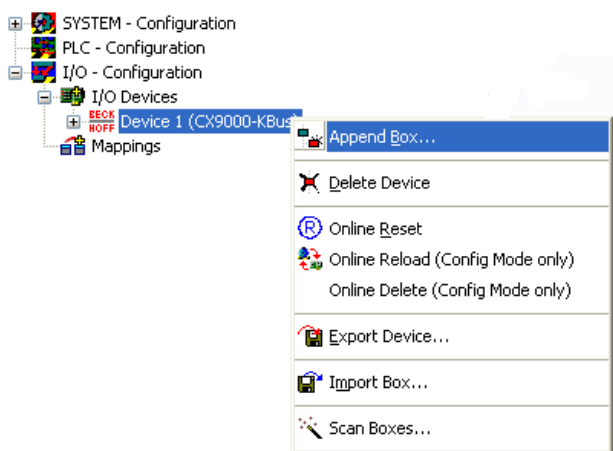 SYSTEM - Configuration
PLC - Configuration
I/O - Configuration
I/O Devices
BECK
HOFF
Device 1 (CX9000-KBus)
Mappings
Append Box...
Delete Device
R
Online Reset
Online Reload (Config Mode only)
Online Delete (Config Mode only)
Export Device...
Import Box...
Scan Boxes...